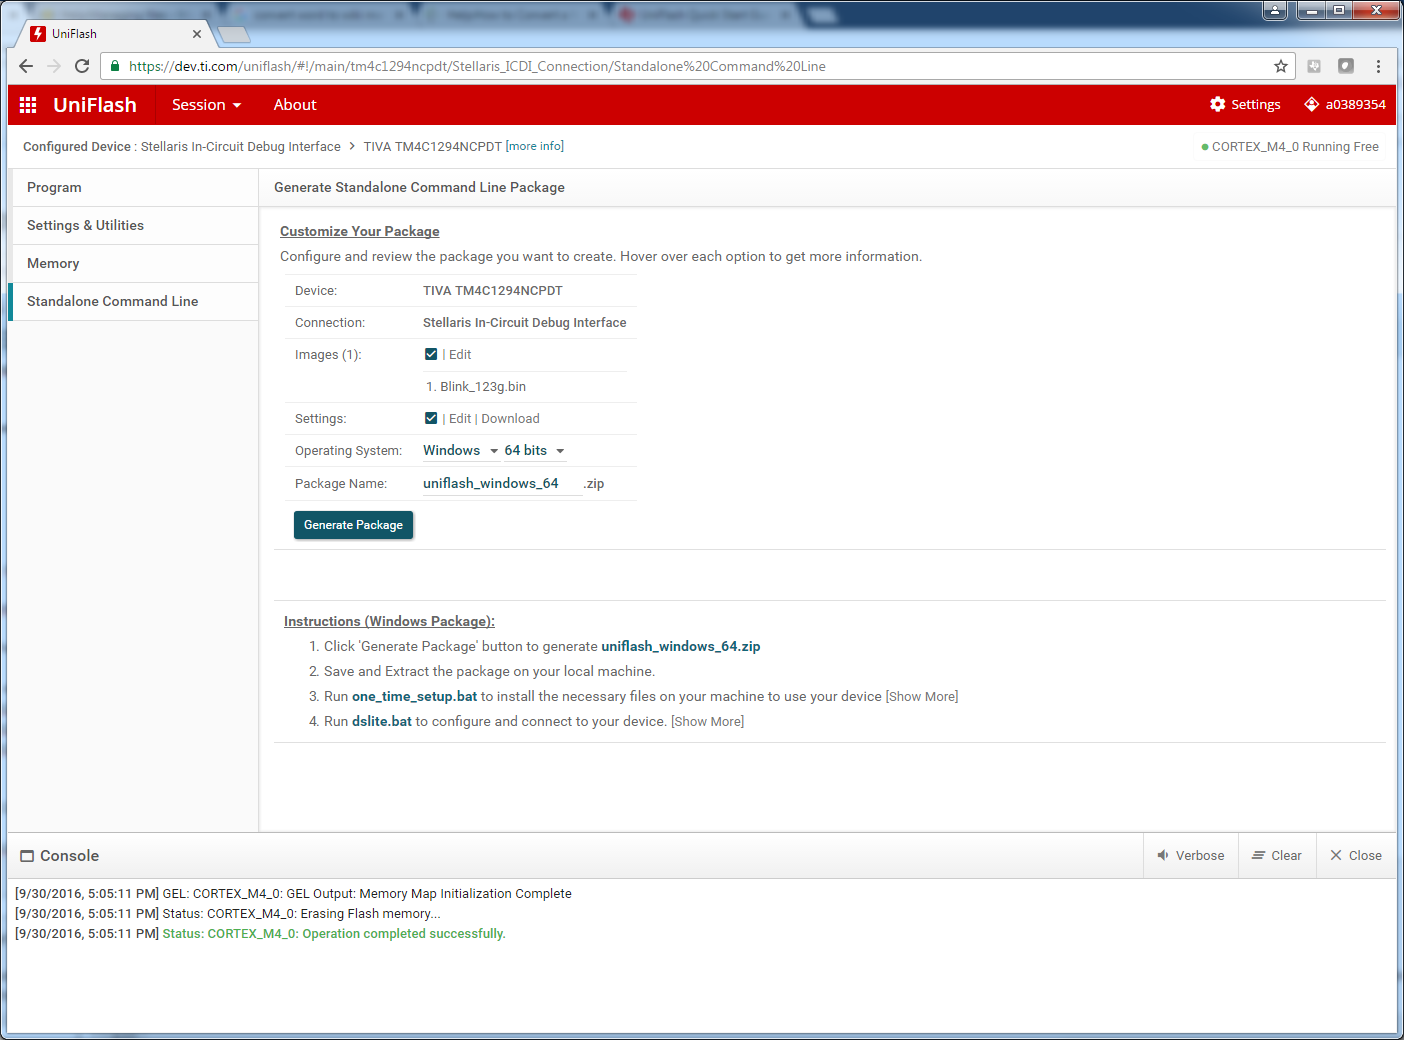 UniFlash
https://dev.ti.com/uniflash/#!/main/tm4c1294ncpdt/Stellaris_ICDI_Connection/Standalone%20Command%20Line
UniFlash Session About Settings a0389354
Configured Device : Stellaris In-Circuit Debug Interface > TIVA TM4C1294NCPDT [more info] CORTEX_M4_0 Running Free
Program
Settings & Utilities
Memory
Standalone Command Line
Generate Standalone Command Line Package
Customize Your Package
Configure and review the package you want to create. Hover over each option to get more information.
Device: TIVA TM4C1294NCPDT
Connection: Stellaris In-Circuit Debug Interface
Images (1): | Edit
1. Blink_123g.bin
Settings: | Edit | Download
Operating System: Windows 64 bits
Package Name: uniflash_windows_64 .zip
Generate Package
Instructions (Windows Package):
1. Click 'Generate Package' button to generate uniflash_windows_64.zip
2. Save and Extract the package on your local machine.
3. Run one_time_setup.bat to install the necessary files on your machine to use your device [Show More]
4. Run dslite.bat to configure and connect to your device. [Show More]
Console Verbose Clear Close
[9/30/2016, 5:05:11 PM] GEL: CORTEX_M4_0: GEL Output: Memory Map Initialization Complete
[9/30/2016, 5:05:11 PM] Status: CORTEX_M4_0: Erasing Flash memory...
[9/30/2016, 5:05:11 PM] Status: CORTEX_M4_0: Operation completed successfully.